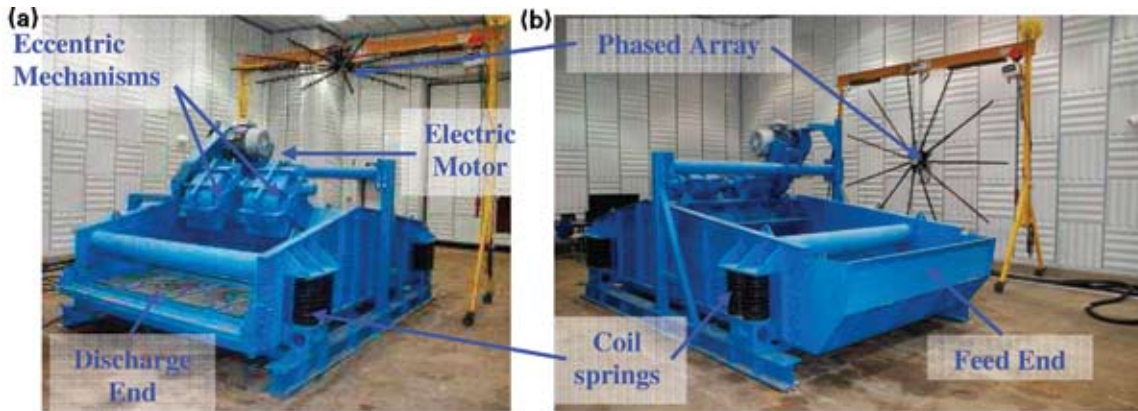 (a)
Eccentric
Mechanisms
Electric
Motor
Discharge
End
(b)
Phased Array
Coil
springs
Feed End